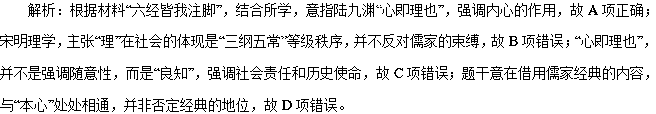 解析：根据材料“六经皆我注脚”，结合所学，意指陆九渊“心即理也”，强调内心的作用，故 A 项正确；
宋明理学，主张“理”在社会的体现是“三纲五常”等级秩序，并不反对儒家的束缚，故 B 项错误；“心即理也”，
并不是强调随意性，而是“良知”，强调社会责任和历史使命，故 C 项错误；题干意在借用儒家经典的内容，
与“本心”处处相通，并非否定经典的地位，故 D 项错误。